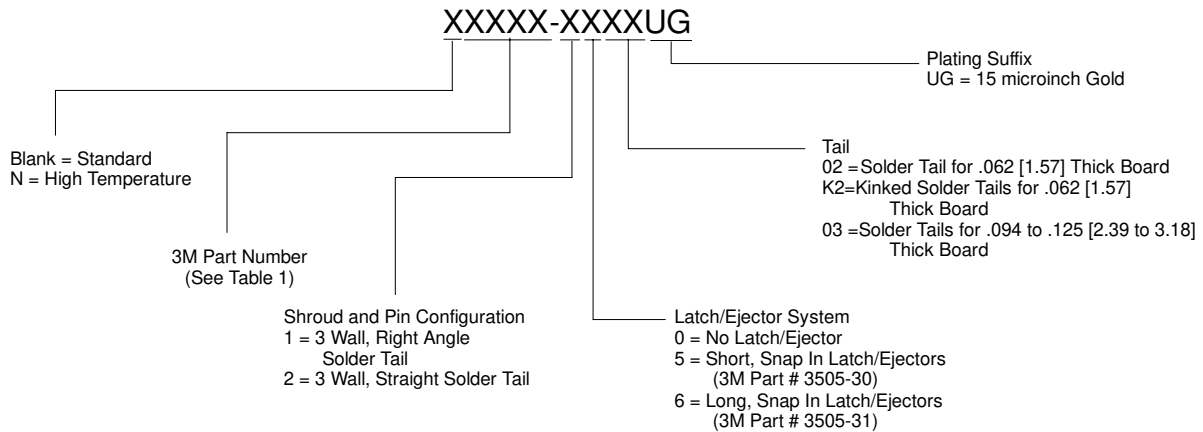 XXXXX-XXXXUG
Plating Suffix
UG = 15 microinch Gold
Blank = Standard
N = High Temperature
Tail
02 =Solder Tail for .062 [1.57] Thick Board
K2=Kinked Solder Tails for .062 [1.57]
Thick Board
03 =Solder Tails for .094 to .125 [2.39 to 3.18]
Thick Board
3M Part Number
(See Table 1)
Shroud and Pin Configuration
1 = 3 Wall, Right Angle
Solder Tail
2 = 3 Wall, Straight Solder Tail
Latch/Ejector System
0 = No Latch/Ejector
5 = Short, Snap In Latch/Ejectors
(3M Part # 3505-30)
6 = Long, Snap In Latch/Ejectors
(3M Part # 3505-31)